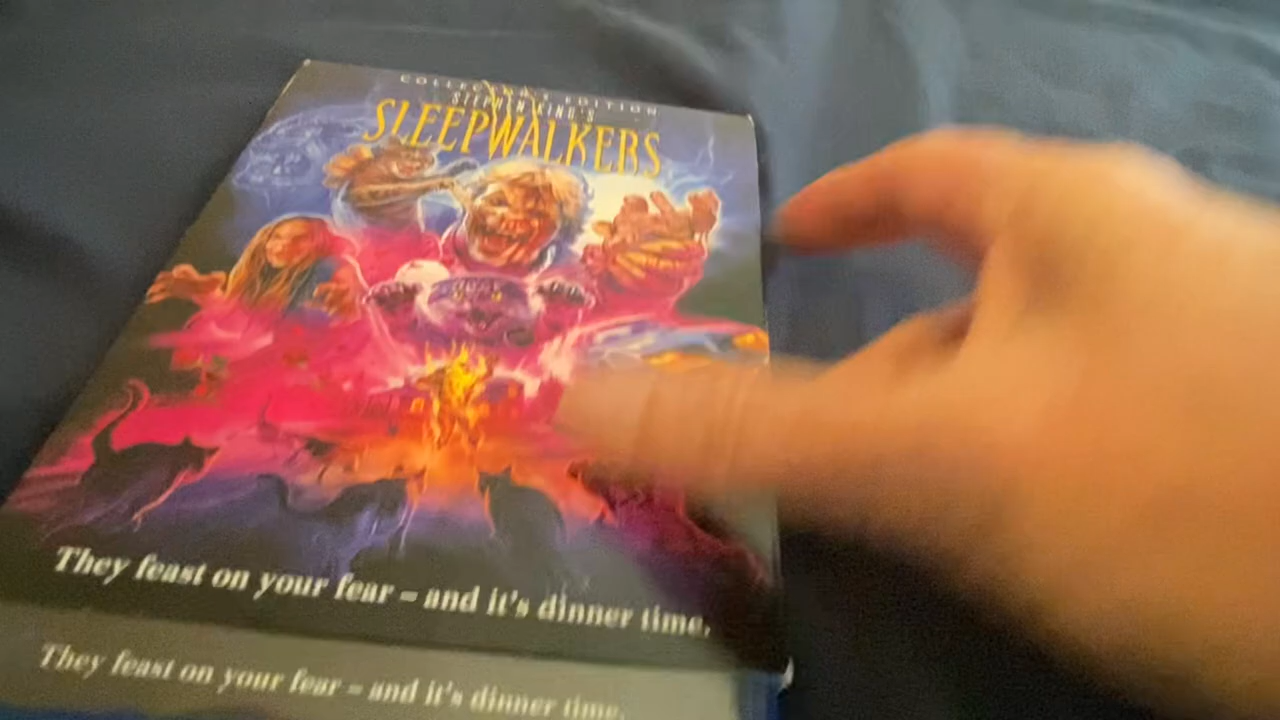 COLLECTOR'S EDITION
STEPHEN KING'S
SLEEPWALKERS
They feast on your fear – and it's dinner time.
They feast on your fear – and it's dinner time.